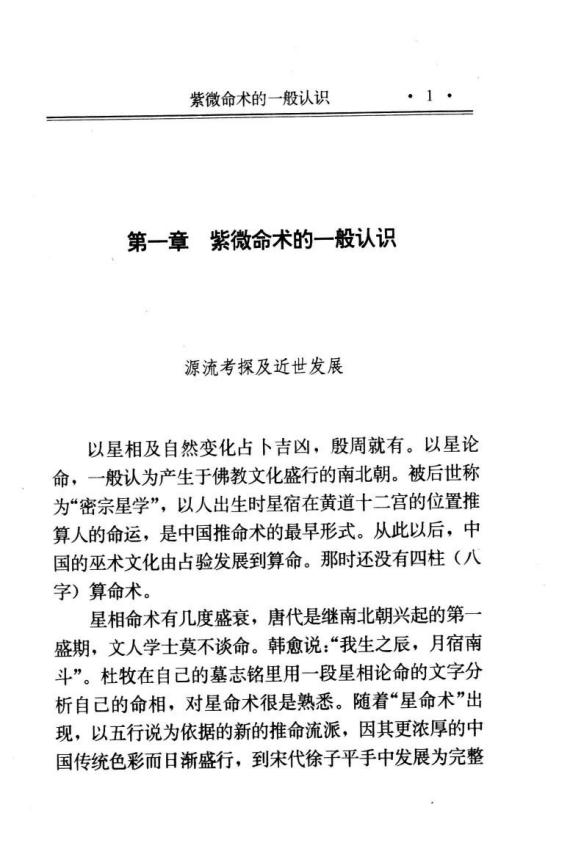 紫微命术的一般认识 · 1 ·
第一章 紫微命术的一般认识
源流考探及近世发展
以星相及自然变化占卜吉凶，殷周就有。以星论
命，一般认为产生于佛教文化盛行的南北朝。被后世称
为“密宗星学”，以人出生时星宿在黄道十二宫的位置推
算人的命运，是中国推命术的最早形式。从此以后，中
国的巫术文化由占验发展到算命。那时还没有四柱（八
字）算命术。
星相命术有几度盛衰，唐代是继南北朝兴起的第一
盛期，文人学士莫不谈命。韩愈说：“我生之辰，月宿南
斗”。杜牧在自己的墓志铭里用一段星相论命的文字分
析自己的命相，对星命术很是熟悉。随着“星命术”出
现，以五行说为依据的新的推命流派，因其更浓厚的中
国传统色彩而日渐盛行，到宋代徐子平手中发展为完整